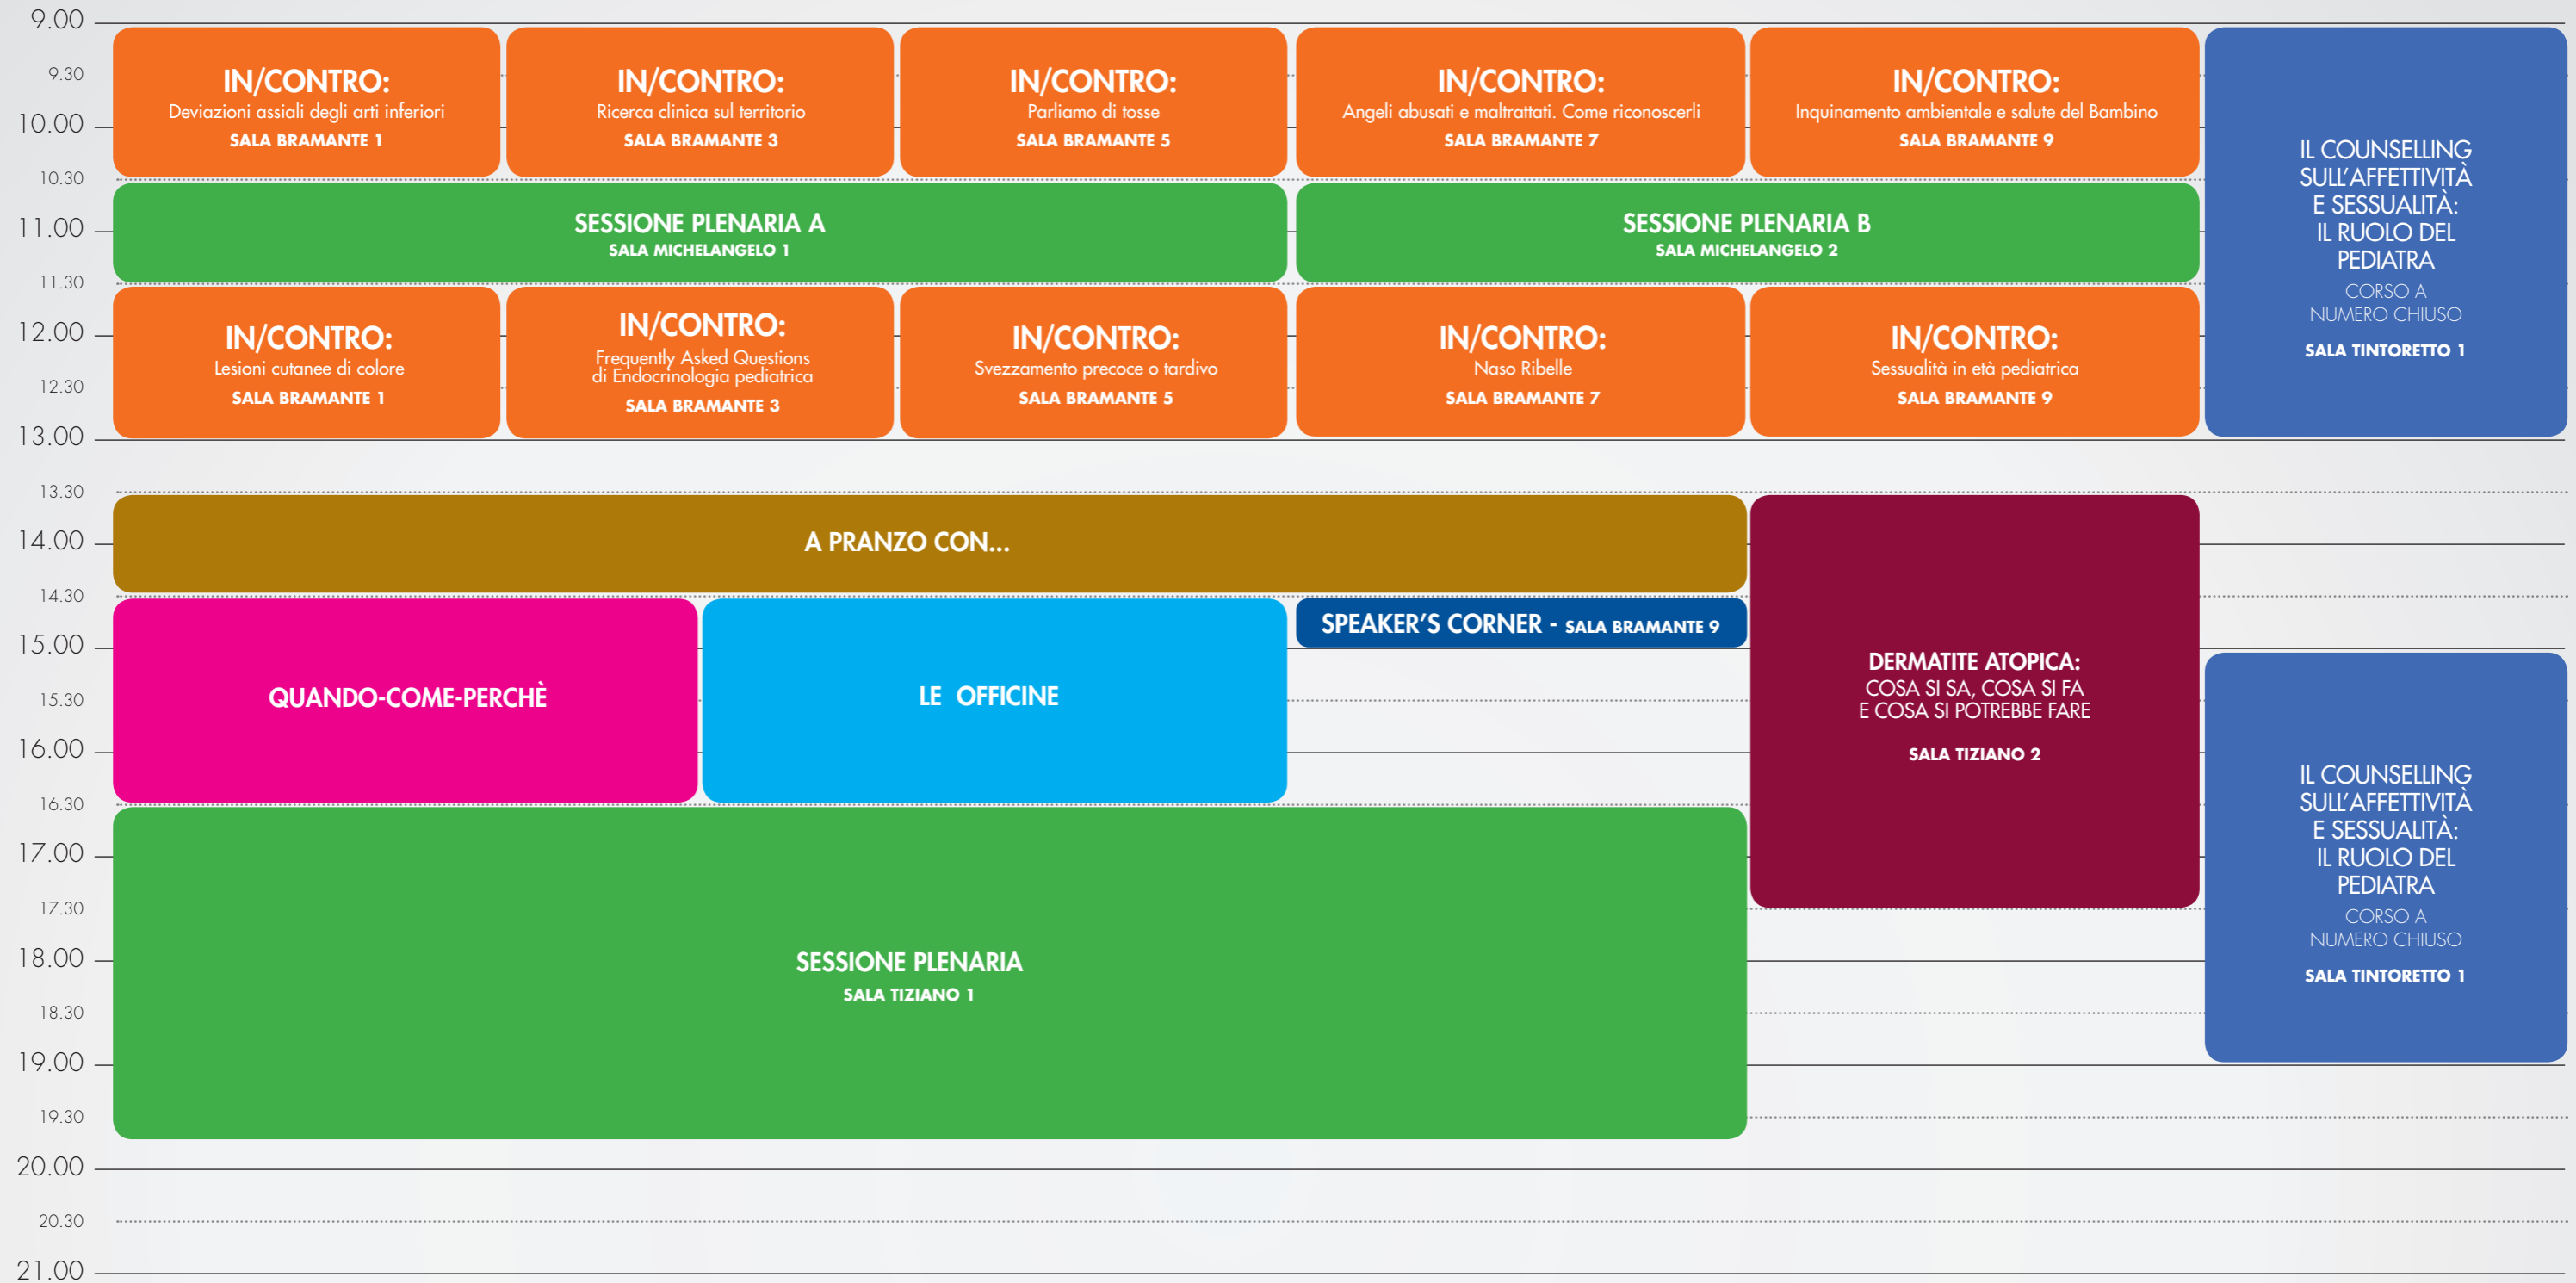 9.00
9.30
10.00
10.30
11.00
11.30
12.00
12.30
13.00
13.30
14.00
14.30
15.00
15.30
16.00
16.30
17.00
17.30
18.00
18.30
19.00
19.30
20.00
20.30
21.00
IN/CONTRO:
Deviazioni assiali degli arti inferiori
SALA BRAMANTE 1
IN/CONTRO:
Ricerca clinica sul territorio
SALA BRAMANTE 3
IN/CONTRO:
Parliamo di tosse
SALA BRAMANTE 5
IN/CONTRO:
Angeli abusati e maltrattati. Come riconoscerli
SALA BRAMANTE 7
IN/CONTRO:
Inquinamento ambientale e salute del Bambino
SALA BRAMANTE 9
IL COUNSELLING
SULL'AFFETTIVITÀ
E SESSUALITÀ:
IL RUOLO DEL
PEDIATRA
CORSO A
NUMERO CHIUSO
SALA TINTORETTO 1
SESSIONE PLENARIA A
SALA MICHELANGELO 1
SESSIONE PLENARIA B
SALA MICHELANGELO 2
IN/CONTRO:
Lesioni cutanee di colore
SALA BRAMANTE 1
IN/CONTRO:
Frequently Asked Questions
di Endocrinologia pediatrica
SALA BRAMANTE 3
IN/CONTRO:
Svezzamento precoce o tardivo
SALA BRAMANTE 5
IN/CONTRO:
Naso Ribelle
SALA BRAMANTE 7
IN/CONTRO:
Sessualità in età pediatrica
SALA BRAMANTE 9
A PRANZO CON...
QUANDO-COME-PERCHÈ
LE OFFICINE
SPEAKER'S CORNER - SALA BRAMANTE 9
DERMATITE ATOPICA:
COSA SI SA, COSA SI FA
E COSA SI POTREBBE FARE
SALA TIZIANO 2
IL COUNSELLING
SULL'AFFETTIVITÀ
E SESSUALITÀ:
IL RUOLO DEL
PEDIATRA
CORSO A
NUMERO CHIUSO
SALA TINTORETTO 1
SESSIONE PLENARIA
SALA TIZIANO 1